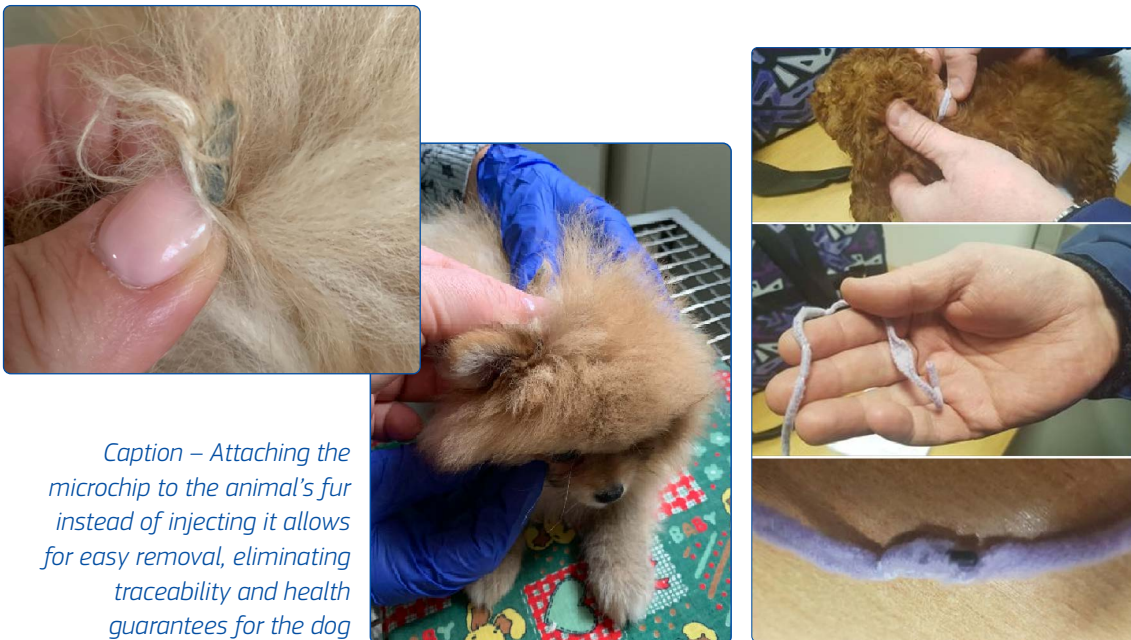 Caption – Attaching the
microchip to the animal's fur
instead of injecting it allows
for easy removal, eliminating
traceability and health
guarantees for the dog